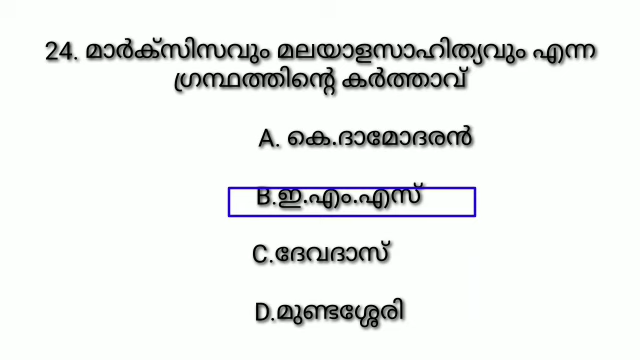 24. മാർക്സിസവും മലയാളസാഹിത്യവും എന്ന
ഗ്രന്ഥത്തിന്റെ കർത്താവ്
A. കെ.ദാമോദരൻ
B.ഇ.എം.എസ്
C.ദേവദാസ്
D.മുണ്ടശ്ശേരി